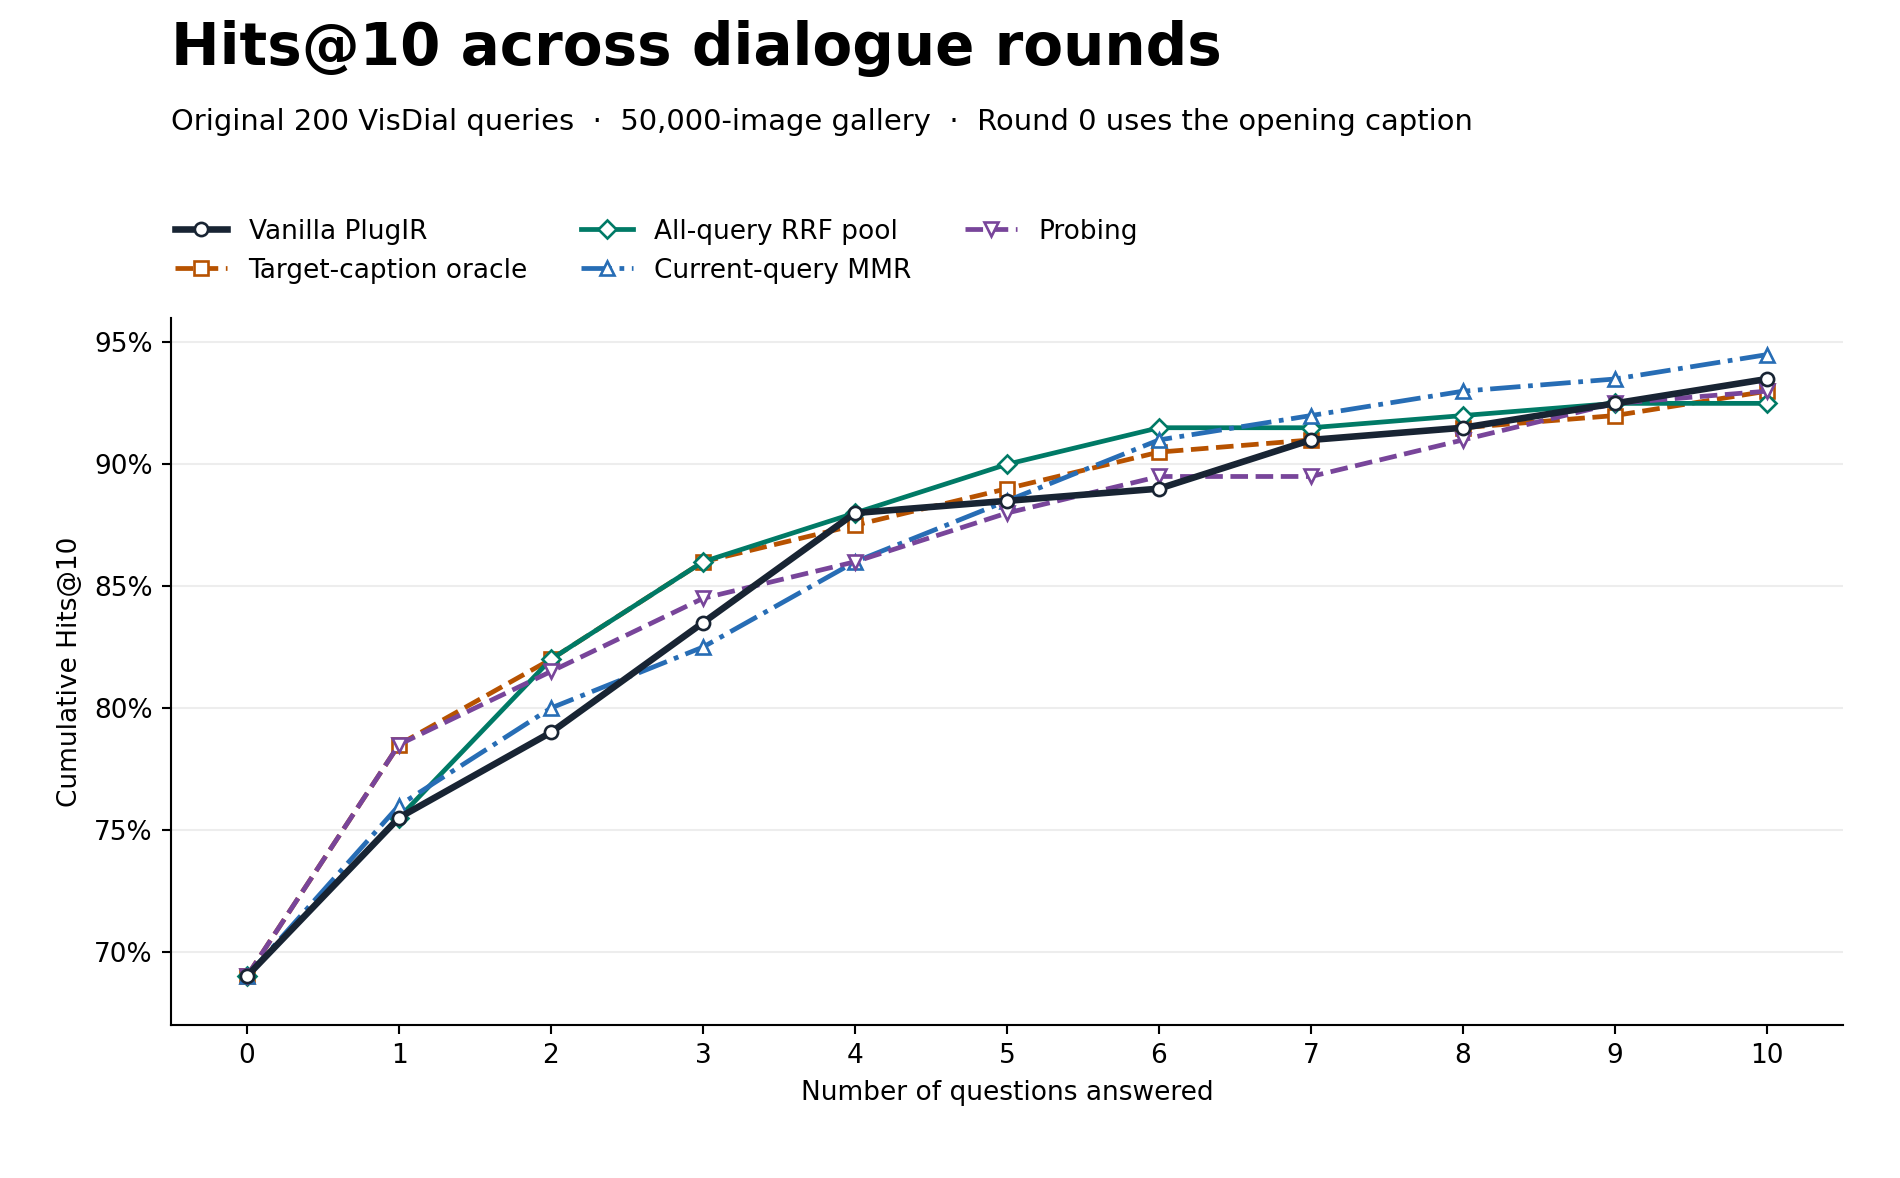 Hits@10 across dialogue rounds
Original 200 VisDial queries · 50,000-image gallery · Round 0 uses the opening caption
Vanilla PlugIR
All-query RRF pool
Probing
Target-caption oracle
Current-query MMR
Cumulative Hits@10
95%
90%
85%
80%
75%
70%
0 1 2 3 4 5 6 7 8 9 10
Number of questions answered